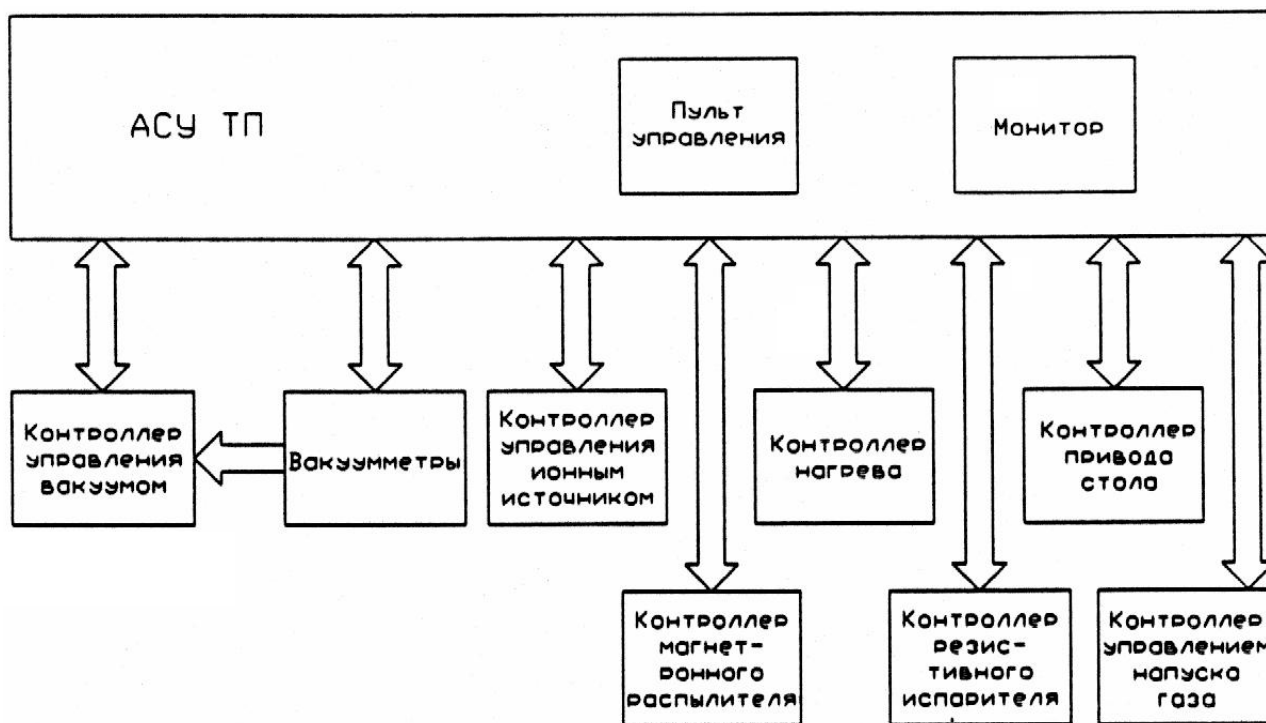 АСУ ТП
Пульт
управления
Монитор
Контроллер
управления
вакуумом
Вакуумметры
Контроллер
управления
ионным
источником
Контроллер
нагрева
Контроллер
привода
стола
Контроллер
магнет-
ронного
распылителя
Контроллер
резис-
тивного
испарителя
Контроллер
управлением
напуска
газа